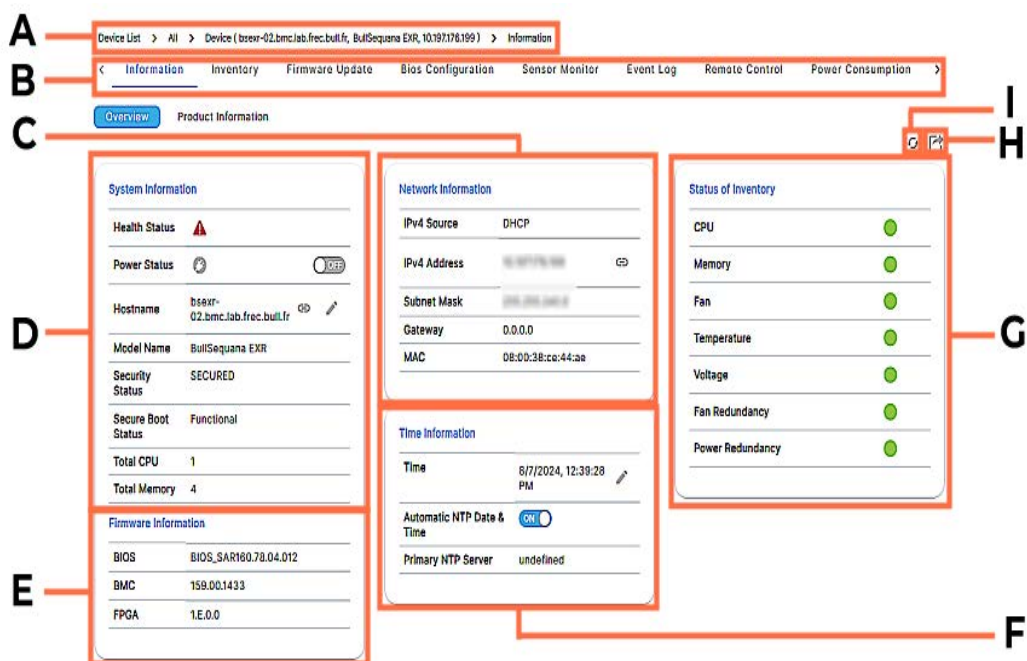 A
Device List > All > Device ( bsexr-02.bmc.lab.frec.bull.fr, BullSequana EXR, 10.197.176.199 ) > Information
B
< Information Inventory Firmware Update Bios Configuration Sensor Monitor Event Log Remote Control Power Consumption >
Overview Product Information
C
I
H
D
System Information
Health Status
Power Status OFF
Hostname bsexr-
02.bmc.lab.frec.bull.fr
Model Name BullSequana EXR
Security SECURED
Status
Secure Boot Functional
Status
Total CPU 1
Total Memory 4
E
Firmware Information
BIOS BIOS_SAR160.78.04.012
BMC 159.00.1433
FPGA 1.E.0.0
Network Information
IPv4 Source DHCP
IPv4 Address
Subnet Mask
Gateway 0.0.0.0
MAC 08:00:38:ce:44:ae
F
Time Information
Time 8/7/2024, 12:39:28
PM
Automatic NTP Date & ON
Time
Primary NTP Server undefined
G
Status of Inventory
CPU
Memory
Fan
Temperature
Voltage
Fan Redundancy
Power Redundancy